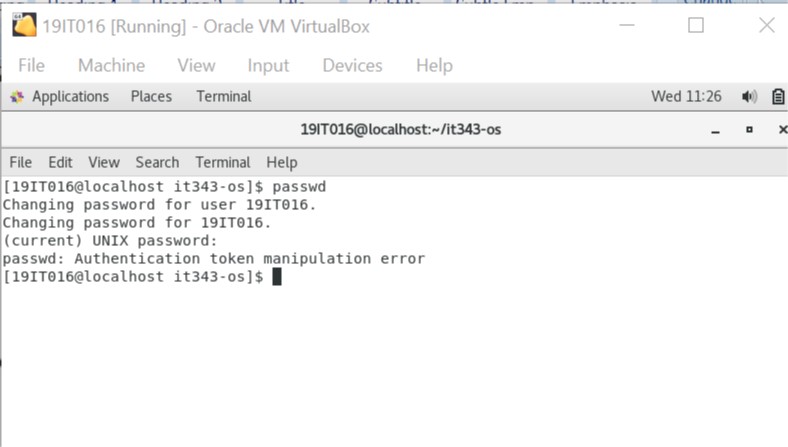 19IT016 [Running] - Oracle VM VirtualBox
File Machine View Input Devices Help
Applications Places Terminal Wed 11:26
19IT016@localhost:~/it343-os
File Edit View Search Terminal Help
[19IT016@localhost it343-os]$ passwd
Changing password for user 19IT016.
Changing password for 19IT016.
(current) UNIX password:
passwd: Authentication token manipulation error
[19IT016@localhost it343-os]$